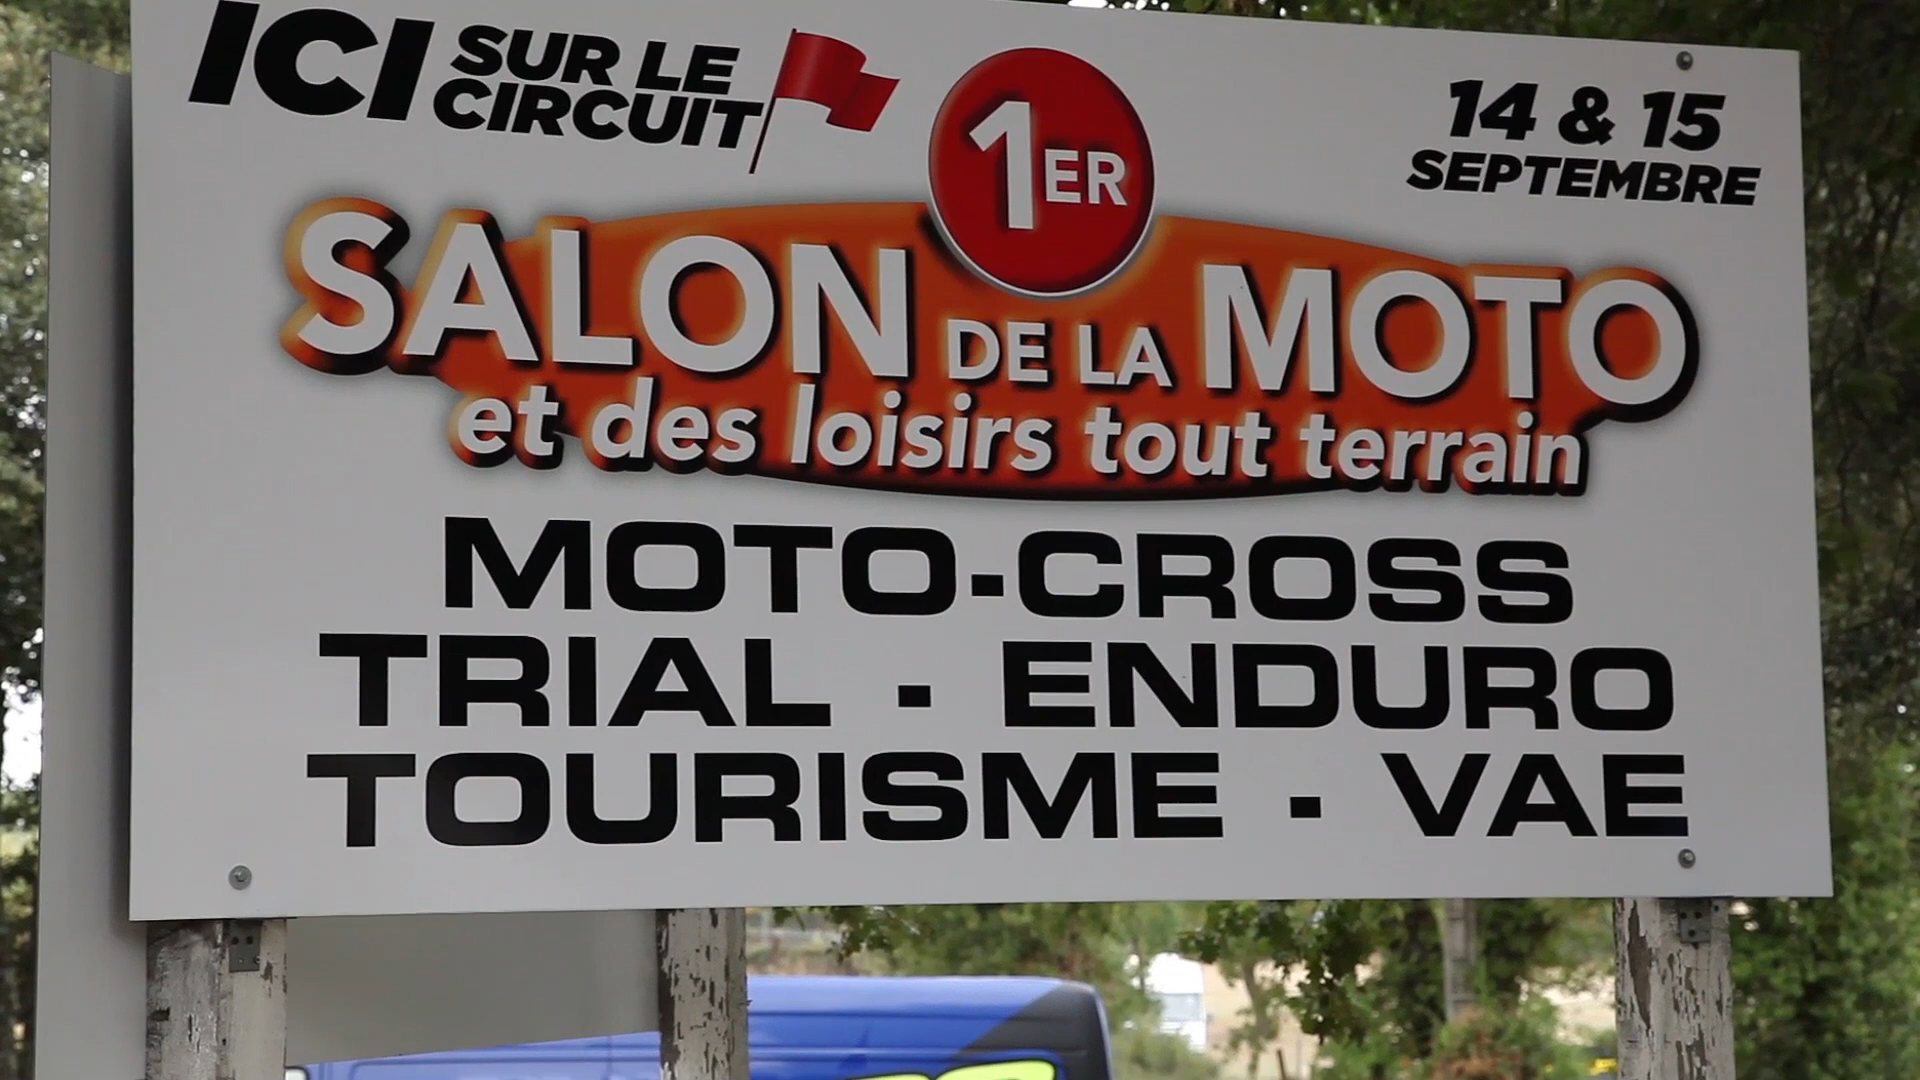 ICI SUR LE
CIRCUIT
1ER
14 & 15
SEPTEMBRE
SALON DE LA MOTO
et des loisirs tout terrain
MOTO-CROSS
TRIAL - ENDURO
TOURISME - VAE